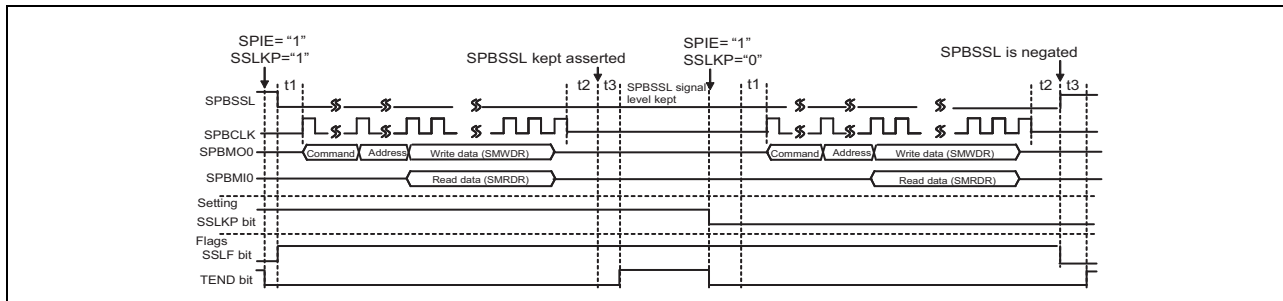 SPIE= “1”
SSLKP=“1”
SPBSSL kept asserted
SPIE= “1”
SSLKP=“0”
SPBSSL is negated
t1
t2
t3
SPBSSL signal
level kept
t1
t2
t3
SPBSSL
SPBCLK
SPBMO0
Command
Address
Write data (SMWDR)
Command
Address
Write data (SMWDR)
SPBMI0
Read data (SMRDR)
Read data (SMRDR)
Setting
SSLKP bit
Flags
SSLF bit
TEND bit